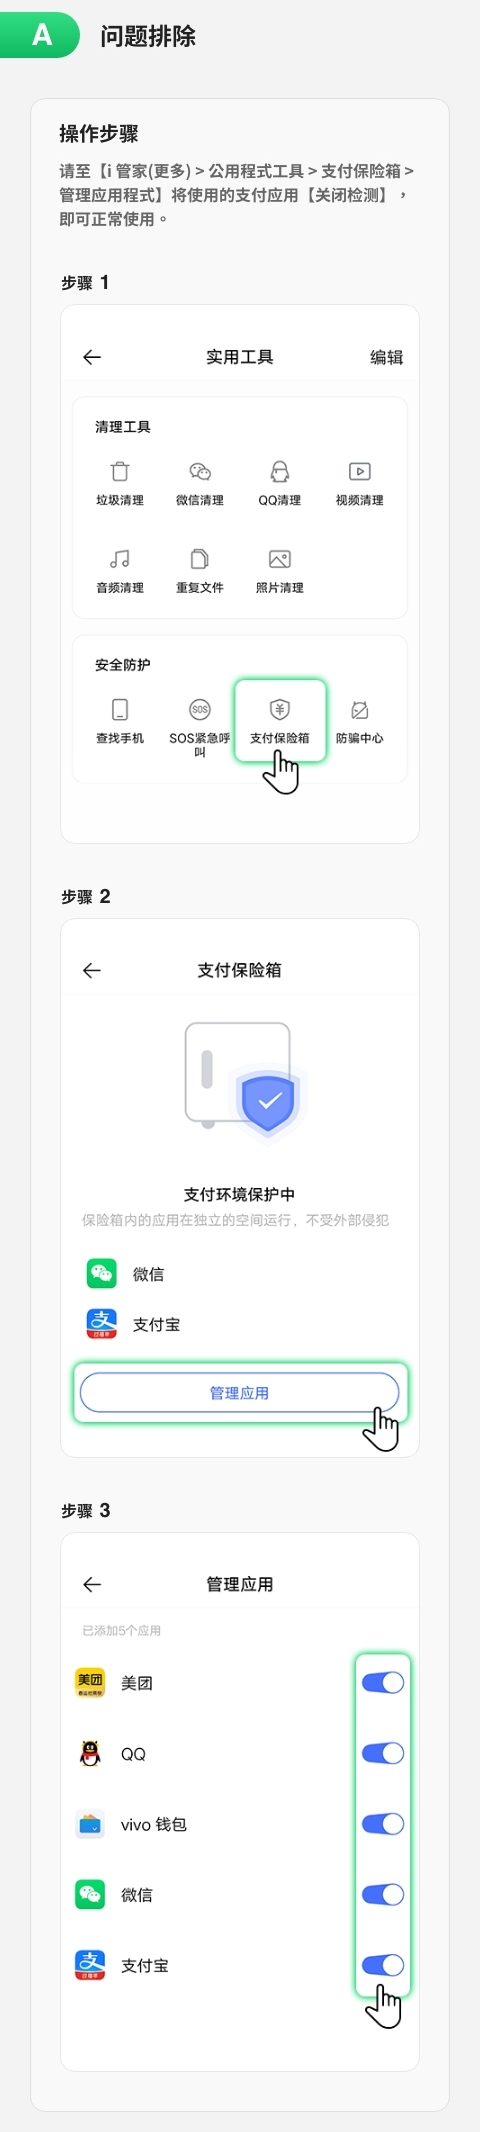 A 问题排除
操作步骤
请至【i 管家(更多) > 公用程式工具 > 支付保险箱 >
管理应用程式】将使用的支付应用【关闭检测】，
即可正常使用。
步骤 1
实用工具 编辑
清理工具
垃圾清理 微信清理 QQ清理 视频清理
音频清理 重复文件 照片清理
安全防护
SOS
查找手机 SOS紧急呼 支付保险箱 防骗中心
叫
步骤 2
支付保险箱
支付环境保护中
保险箱内的应用在独立的空间运行，不受外部侵犯
微信
支
支付宝
管理应用
步骤 3
管理应用
已添加5个应用
美团
美团
QQ
vivo 钱包
微信
支
支付宝